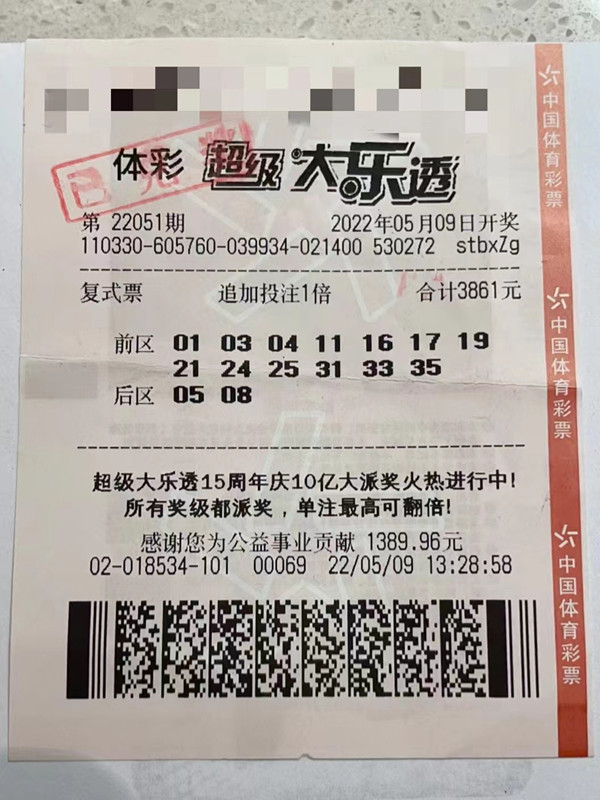 体彩 超级大乐透
已兑奖
第 22051期 2022年05月09日开奖
110330-605760-039934-021400 530272 stbxZg
复式票 追加投注1倍 合计3861元
前区 01 03 04 11 16 17 19
21 24 25 31 33 35
后区 05 08
超级大乐透15周年庆10亿大派奖火热进行中!
所有奖级都派奖,单注最高可翻倍!
感谢您为公益事业贡献 1389.96元
02-018534-101 00069 22/05/09 13:28:58
中国体育彩票
中国体育彩票
中国体育彩票